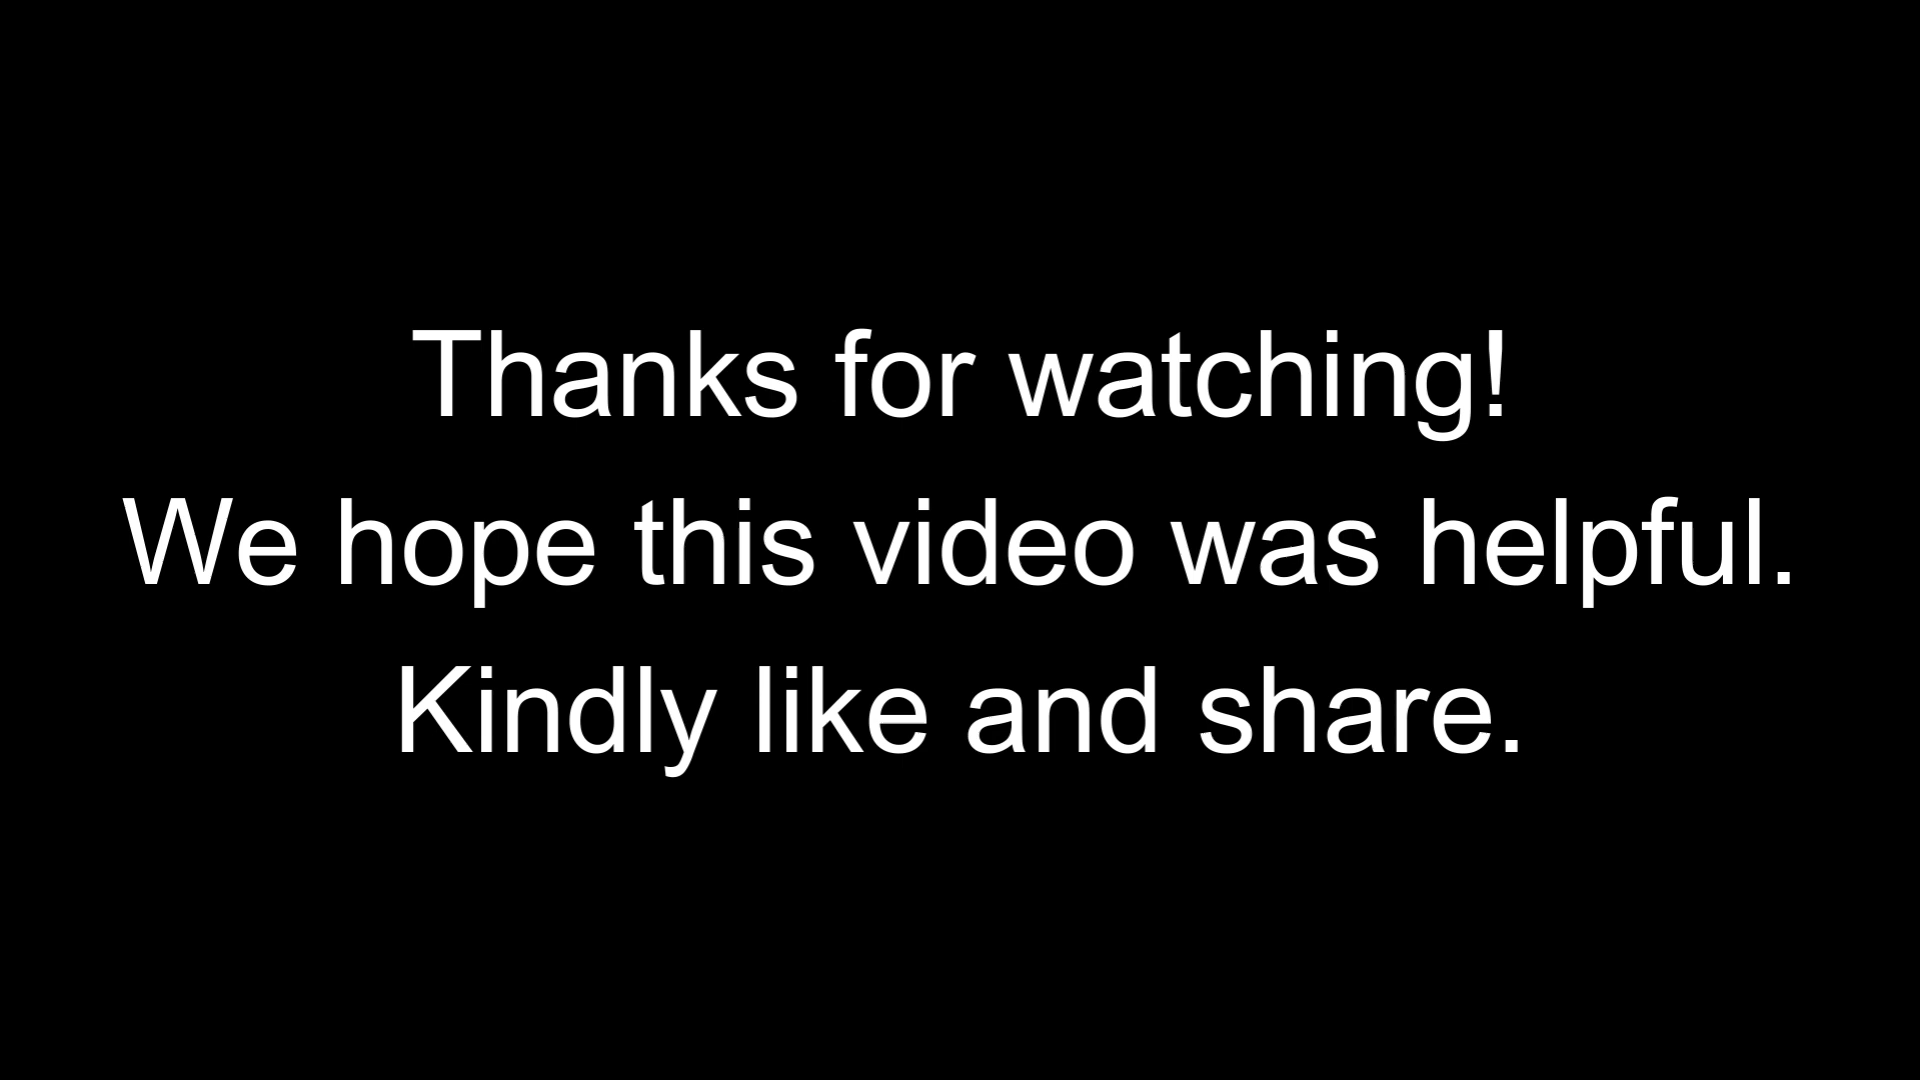 Thanks for watching!
We hope this video was helpful.
Kindly like and share.